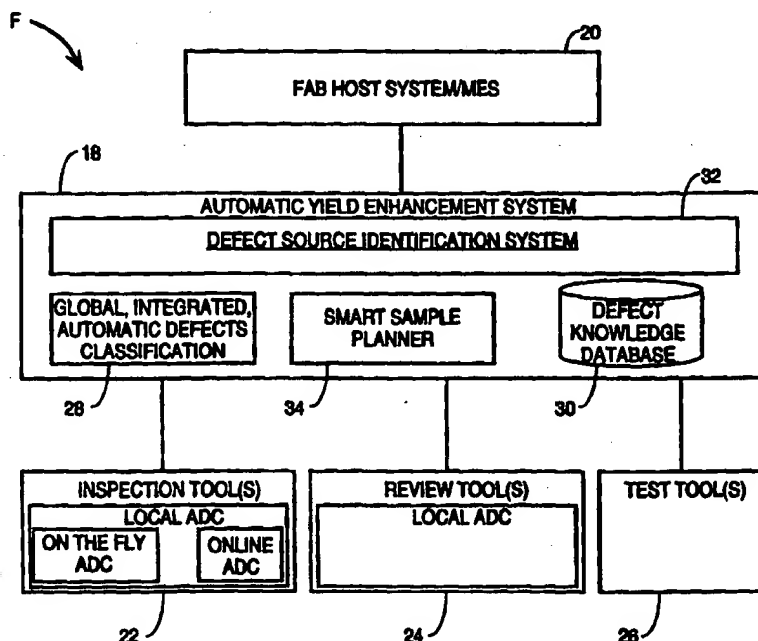 F
20
FAB HOST SYSTEM/MES
18
32
AUTOMATIC YIELD ENHANCEMENT SYSTEM
DEFECT SOURCE IDENTIFICATION SYSTEM
GLOBAL, INTEGRATED,
AUTOMATIC DEFECTS
CLASSIFICATION
SMART SAMPLE
PLANNER
DEFECT
KNOWLEDGE
DATABASE
28
34
30
INSPECTION TOOL(S)
LOCAL ADC
ON THE FLY
ADC
ONLINE
ADC
REVIEW TOOL(S)
LOCAL ADC
TEST TOOL(S)
22
24
26